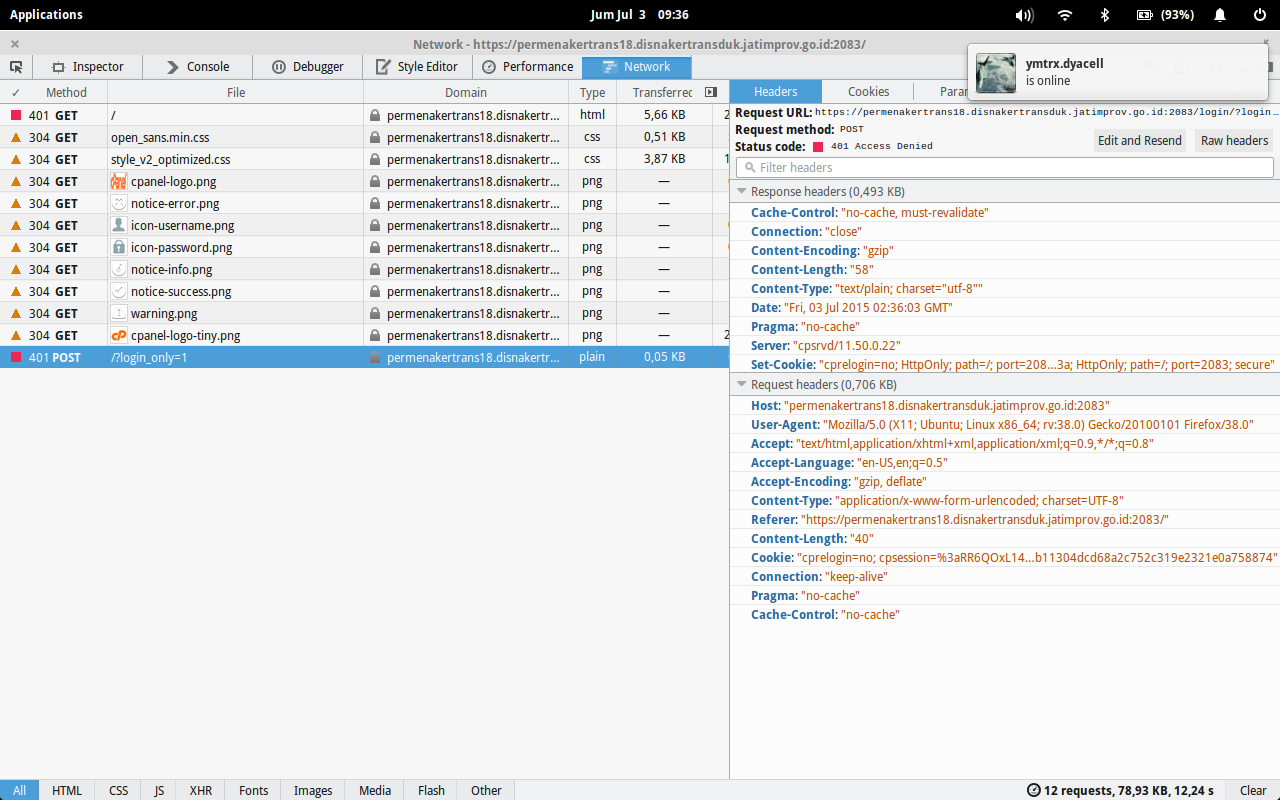 Applications
Jum Jul 3 09:36
(93%)
Network - https://permenakertrans18.disnakertransduk.jatimprov.go.id:2083/
ymtrx.dyacell
is online
Inspector Console Debugger Style Editor Performance Network
✓ Method File Domain Type Transferred
401 GET / permenakertrans18.disnakertr... html 5,66 KB
304 GET open_sans.min.css permenakertrans18.disnakertr... css 0,51 KB
304 GET style_v2_optimized.css permenakertrans18.disnakertr... css 3,87 KB
304 GET cpanel-logo.png permenakertrans18.disnakertr... png —
304 GET notice-error.png permenakertrans18.disnakertr... png —
304 GET icon-username.png permenakertrans18.disnakertr... png —
304 GET icon-password.png permenakertrans18.disnakertr... png —
304 GET notice-info.png permenakertrans18.disnakertr... png —
304 GET notice-success.png permenakertrans18.disnakertr... png —
304 GET warning.png permenakertrans18.disnakertr... png —
304 GET cpanel-logo-tiny.png permenakertrans18.disnakertr... png —
401 POST /?login_only=1 permenakertrans18.disnakertr... plain 0,05 KB
Headers Cookies
Request URL: https://permenakertrans18.disnakertransduk.jatimprov.go.id:2083/login/?login...
Request method: POST
Status code: 401 Access Denied
Edit and Resend Raw headers
Filter headers
Response headers (0,493 KB)
Cache-Control: "no-cache, must-revalidate"
Connection: "close"
Content-Encoding: "gzip"
Content-Length: "58"
Content-Type: "text/plain; charset="utf-8""
Date: "Fri, 03 Jul 2015 02:36:03 GMT"
Pragma: "no-cache"
Server: "cpsrvd/11.50.0.22"
Set-Cookie: "cprelogin=no; HttpOnly; path=/; port=208...3a; HttpOnly; path=/; port=2083; secure"
Request headers (0,706 KB)
Host: "permenakertrans18.disnakertransduk.jatimprov.go.id:2083"
User-Agent: "Mozilla/5.0 (X11; Ubuntu; Linux x86_64; rv:38.0) Gecko/20100101 Firefox/38.0"
Accept: "text/html,application/xhtml+xml,application/xml;q=0.9,*/*;q=0.8"
Accept-Language: "en-US,en;q=0.5"
Accept-Encoding: "gzip, deflate"
Content-Type: "application/x-www-form-urlencoded; charset=UTF-8"
Referer: "https://permenakertrans18.disnakertransduk.jatimprov.go.id:2083/"
Content-Length: "40"
Cookie: "cprelogin=no; cpsession=%3aRR6QOxL14...b11304dcd68a2c752c319e2321e0a758874"
Connection: "keep-alive"
Pragma: "no-cache"
Cache-Control: "no-cache"
All HTML CSS JS XHR Fonts Images Media Flash Other
12 requests, 78,93 KB, 12,24 s Clear